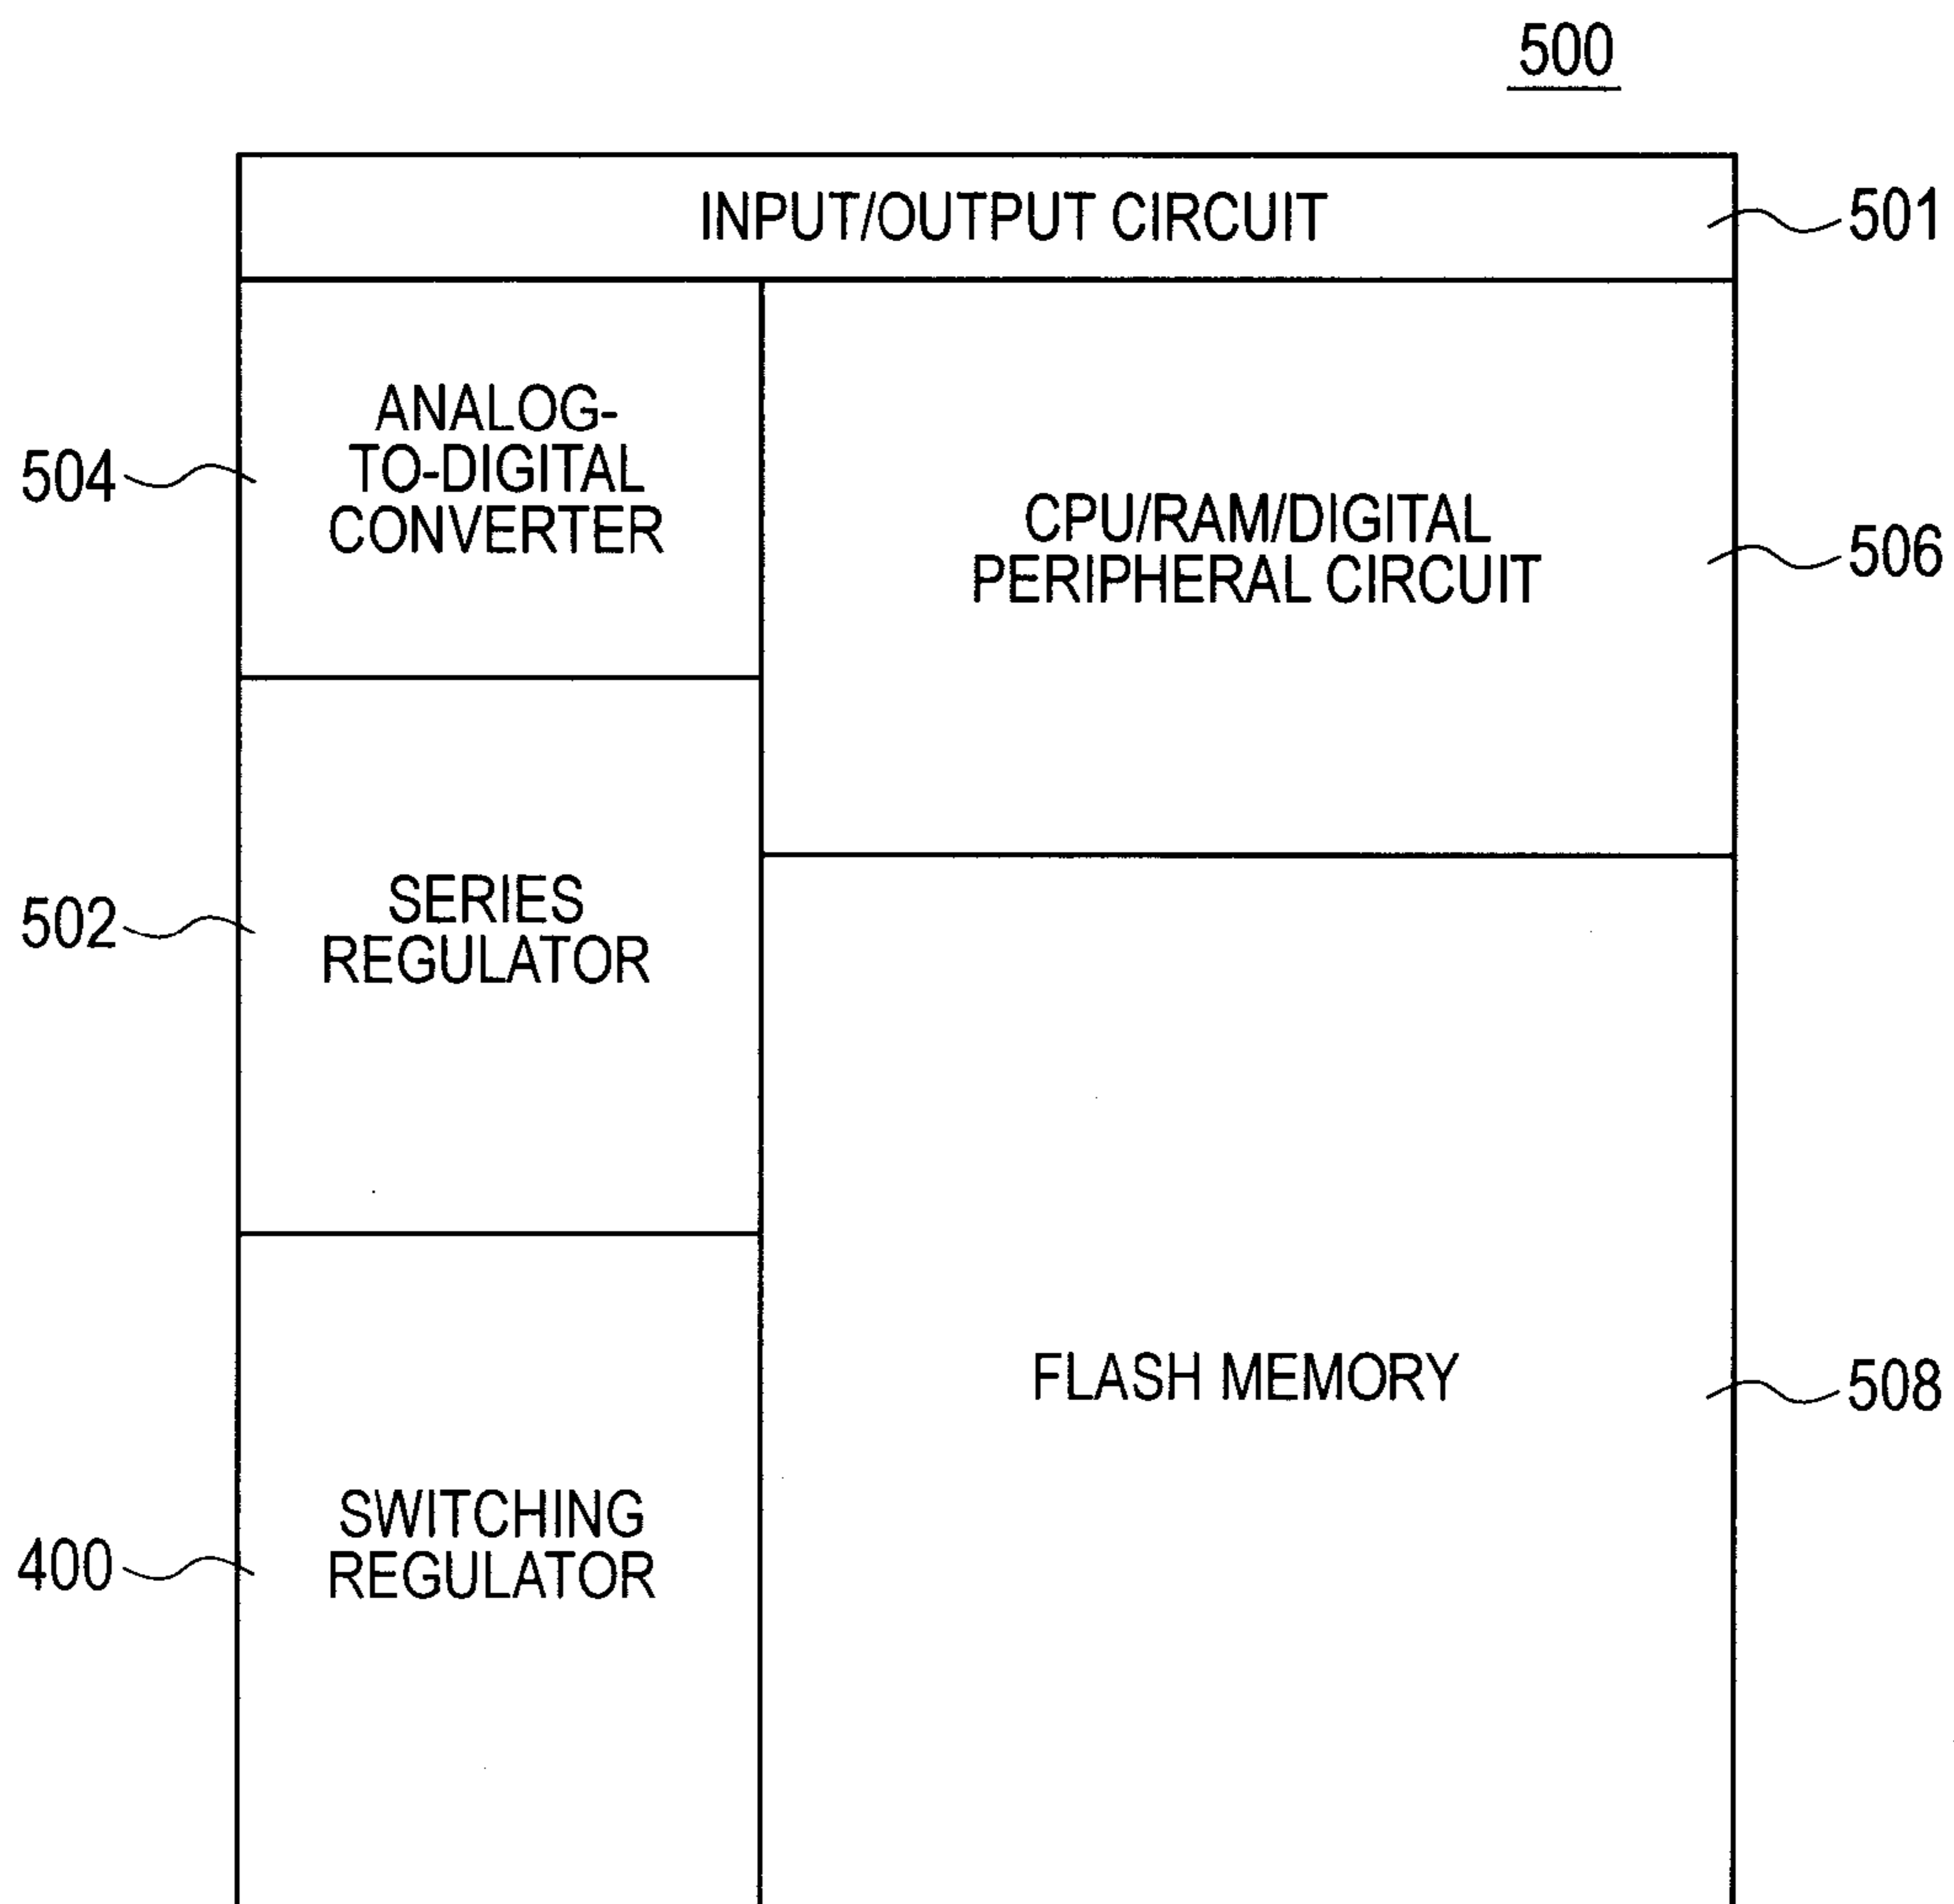 500
INPUT/OUTPUT CIRCUIT
501
ANALOG-
TO-DIGITAL
CONVERTER
504
CPU/RAM/DIGITAL
PERIPHERAL CIRCUIT
506
SERIES
REGULATOR
502
FLASH MEMORY
508
SWITCHING
REGULATOR
400